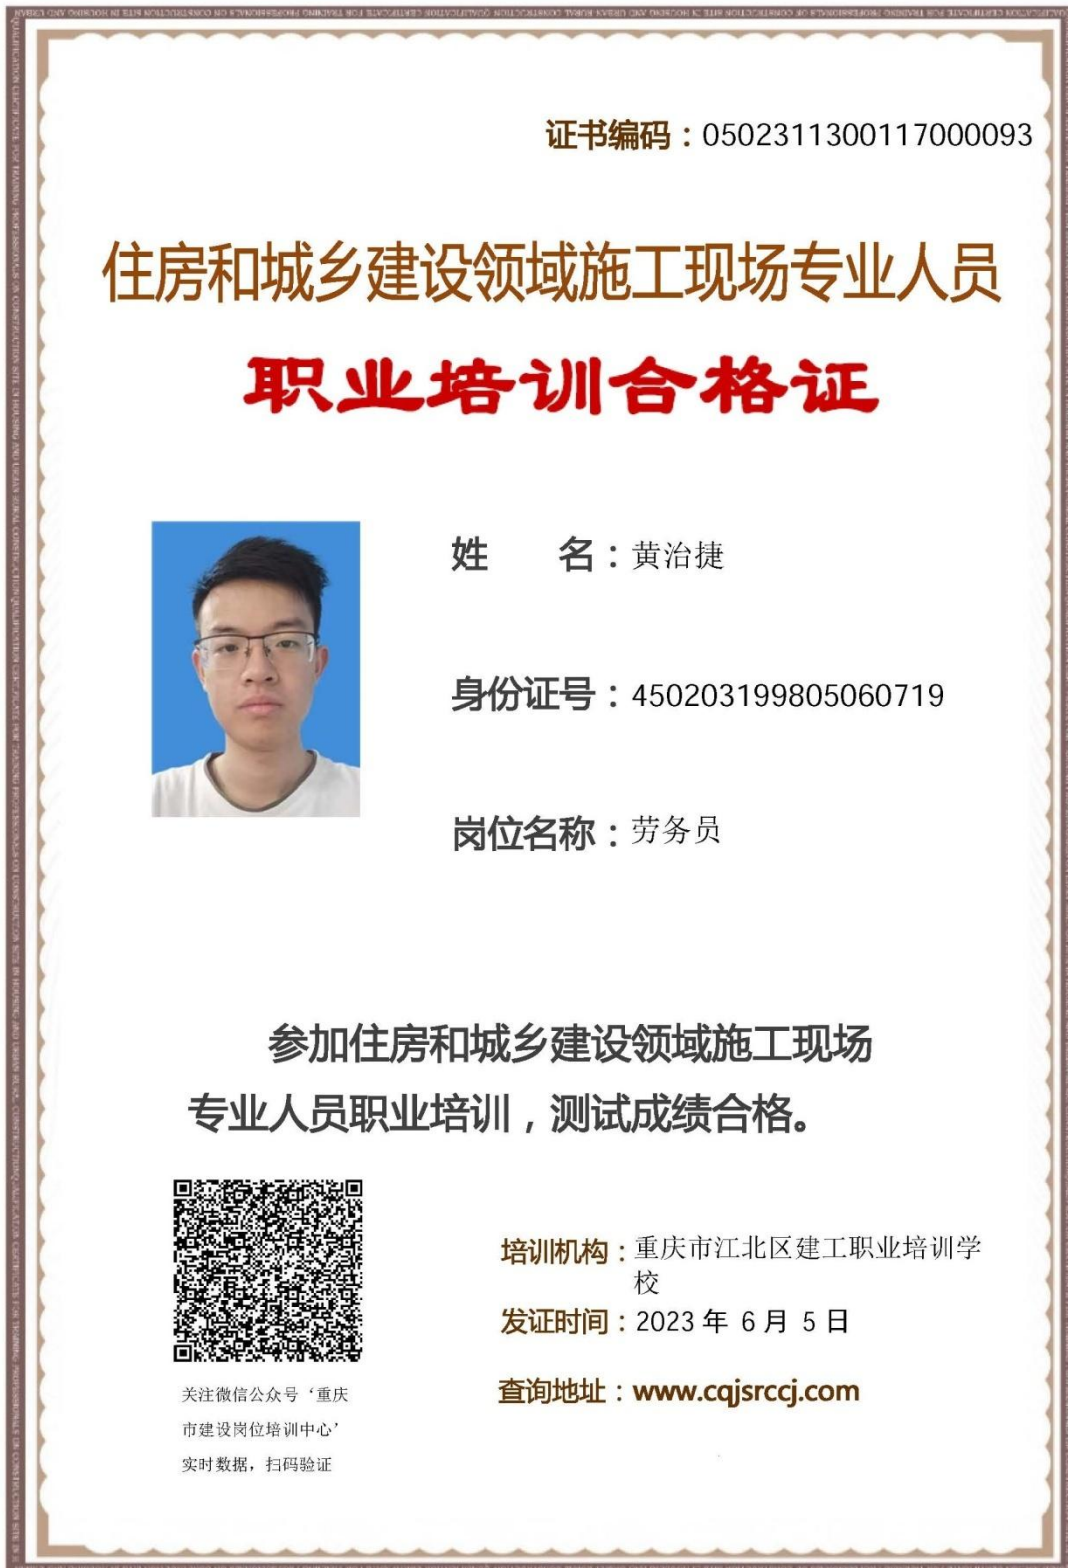 证书编码：0502311300117000093
住房和城乡建设领域施工现场专业人员
职业培训合格证
姓 名：黄治捷
身份证号：450203199805060719
岗位名称：劳务员
参加住房和城乡建设领域施工现场
专业人员职业培训，测试成绩合格。
培训机构：重庆市江北区建工职业培训学
校
发证时间：2023 年 6 月 5 日
查询地址：www.cqjsrccj.com
关注微信公众号‘重庆
市建设岗位培训中心’
实时数据，扫码验证